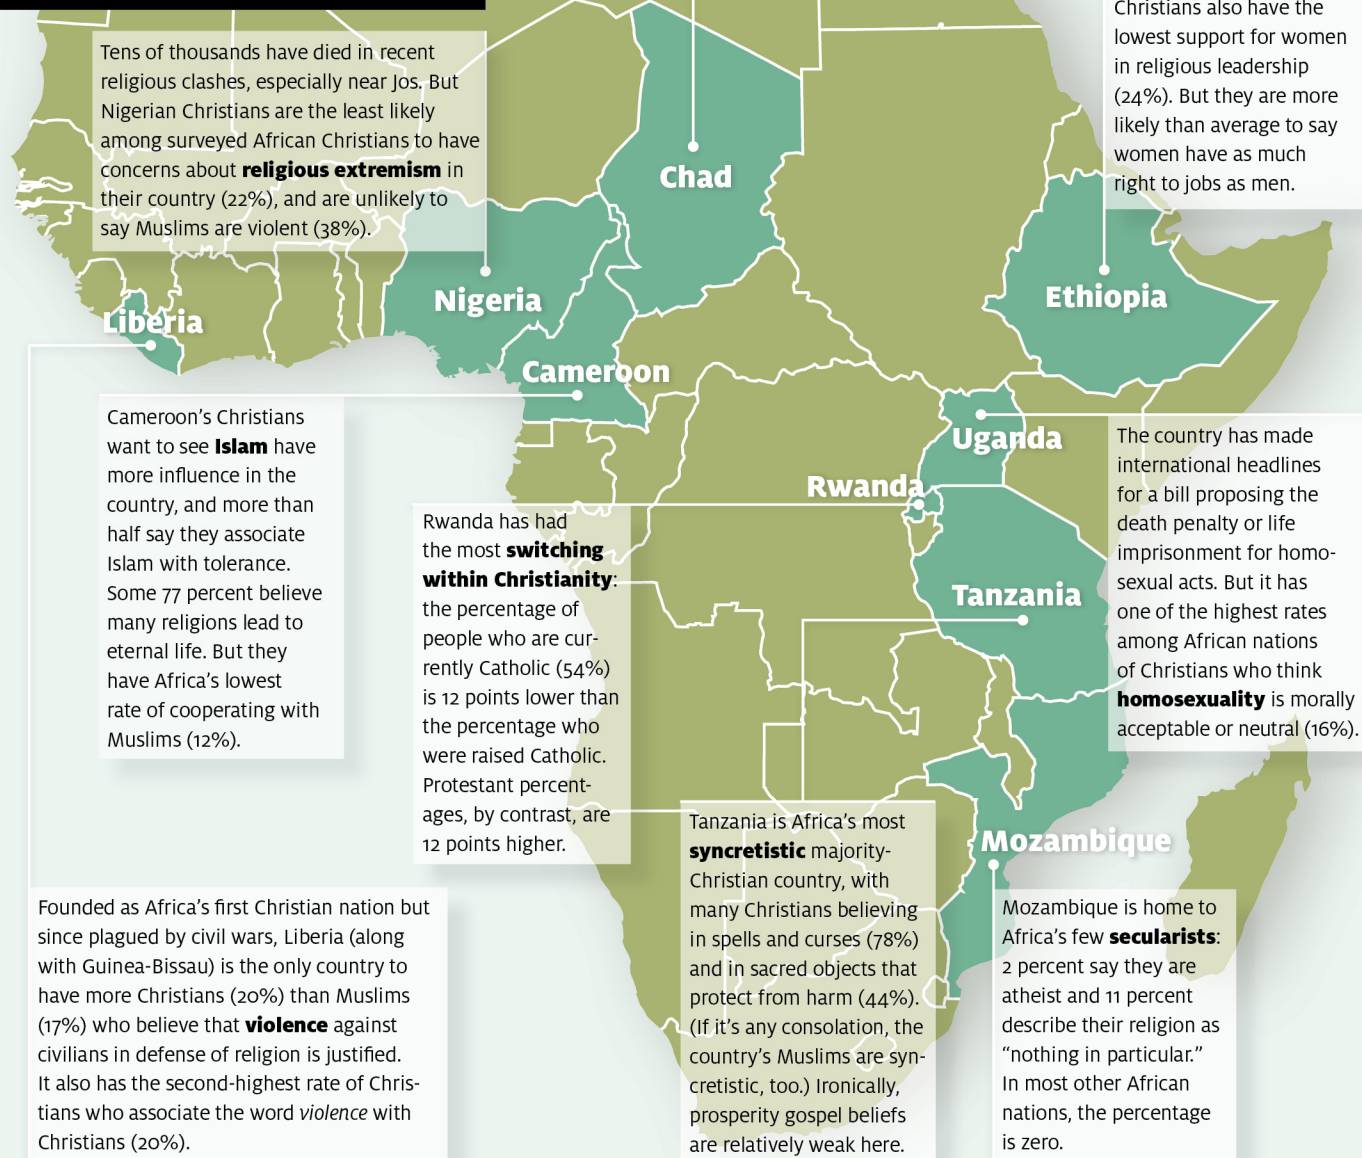 Tens of thousands have died in recent
religious clashes, especially near Jos. But
Nigerian Christians are the least likely
among surveyed African Christians to have
concerns about religious extremism in
their country (22%), and are unlikely to
say Muslims are violent (38%).
Christians also have the
lowest support for women
in religious leadership
(24%). But they are more
likely than average to say
women have as much
right to jobs as men.
Chad
Nigeria
Ethiopia
Liberia
Cameroon
Uganda
Rwanda
Tanzania
Mozambique
Cameroon’s Christians
want to see Islam have
more influence in the
country, and more than
half say they associate
Islam with tolerance.
Some 77 percent believe
many religions lead to
eternal life. But they
have Africa’s lowest
rate of cooperating with
Muslims (12%).
Rwanda has had
the most switching
within Christianity:
the percentage of
people who are cur-
rently Catholic (54%)
is 12 points lower than
the percentage who
were raised Catholic.
Protestant percent-
ages, by contrast, are
12 points higher.
The country has made
international headlines
for a bill proposing the
death penalty or life
imprisonment for homo-
sexual acts. But it has
one of the highest rates
among African nations
of Christians who think
homosexuality is morally
acceptable or neutral (16%).
Founded as Africa’s first Christian nation but
since plagued by civil wars, Liberia (along
with Guinea-Bissau) is the only country to
have more Christians (20%) than Muslims
(17%) who believe that violence against
civilians in defense of religion is justified.
It also has the second-highest rate of Chris-
tians who associate the word violence with
Christians (20%).
Tanzania is Africa’s most
syncretistic majority-
Christian country, with
many Christians believing
in spells and curses (78%)
and in sacred objects that
protect from harm (44%).
(If it’s any consolation, the
country’s Muslims are syn-
cretistic, too.) Ironically,
prosperity gospel beliefs
are relatively weak here.
Mozambique is home to
Africa’s few secularists:
2 percent say they are
atheist and 11 percent
describe their religion as
“nothing in particular.”
In most other African
nations, the percentage
is zero.